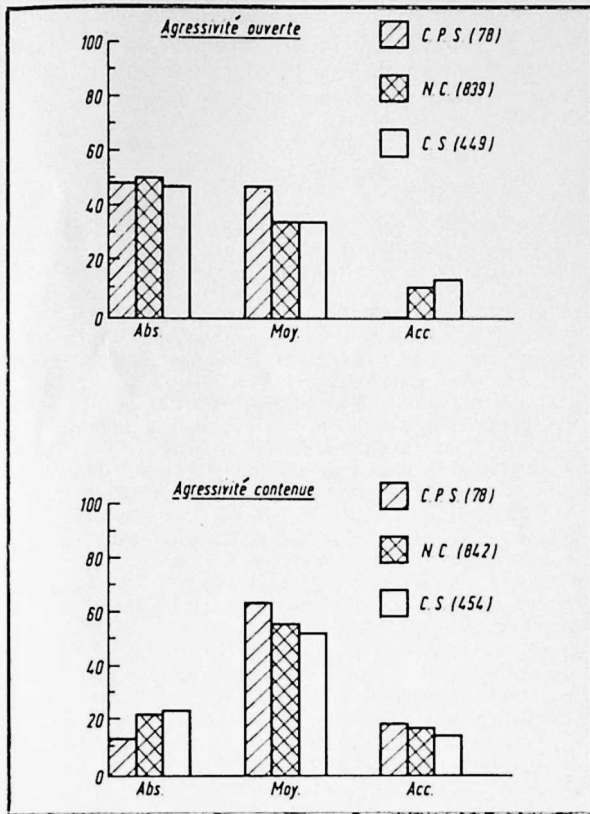 Agressivité ouverte
C.P.S. (78)
N.C. (839)
C.S (449)
100
80
60
40
20
0
Abs.
Moy.
Acc.
Agressivité contenue
C.P.S. (78)
N.C. (842)
C.S. (454)
100
80
60
40
20
0
Abs.
Moy.
Acc.